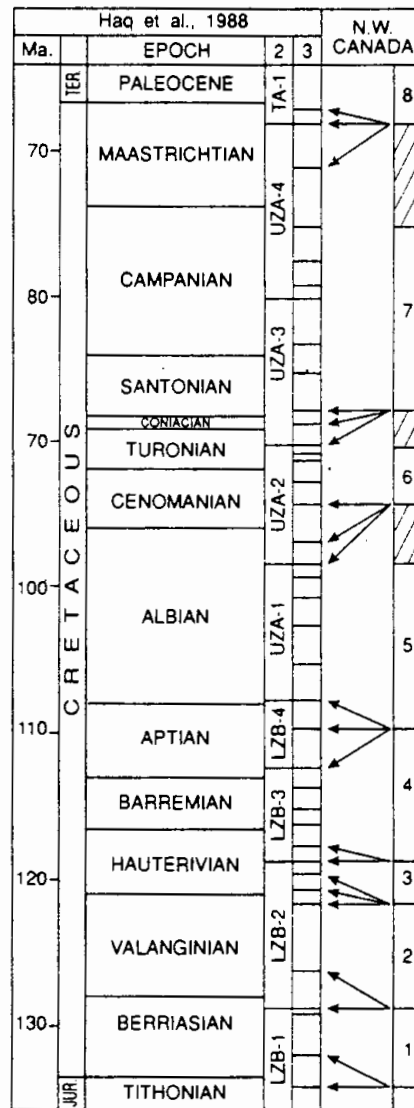 Haq et al., 1988
N.W. CANADA
Ma.
EPOCH
2
3
TER.
PALEOCENE
TA-1
8
70
MAASTRICHTIAN
UZA-4
CAMPANIAN
7
80
UZA-3
SANTONIAN
CONIACIAN
70
TURONIAN
6
CENOMANIAN
UZA-2
CRETACEOUS
100
ALBIAN
UZA-1
5
110
APTIAN
LZB-4
BARREMIAN
LZB-3
4
HAUTERIVIAN
3
120
VALANGINIAN
LZB-2
2
BERRIASIAN
130
LZB-1
1
JUR.
TITHONIAN